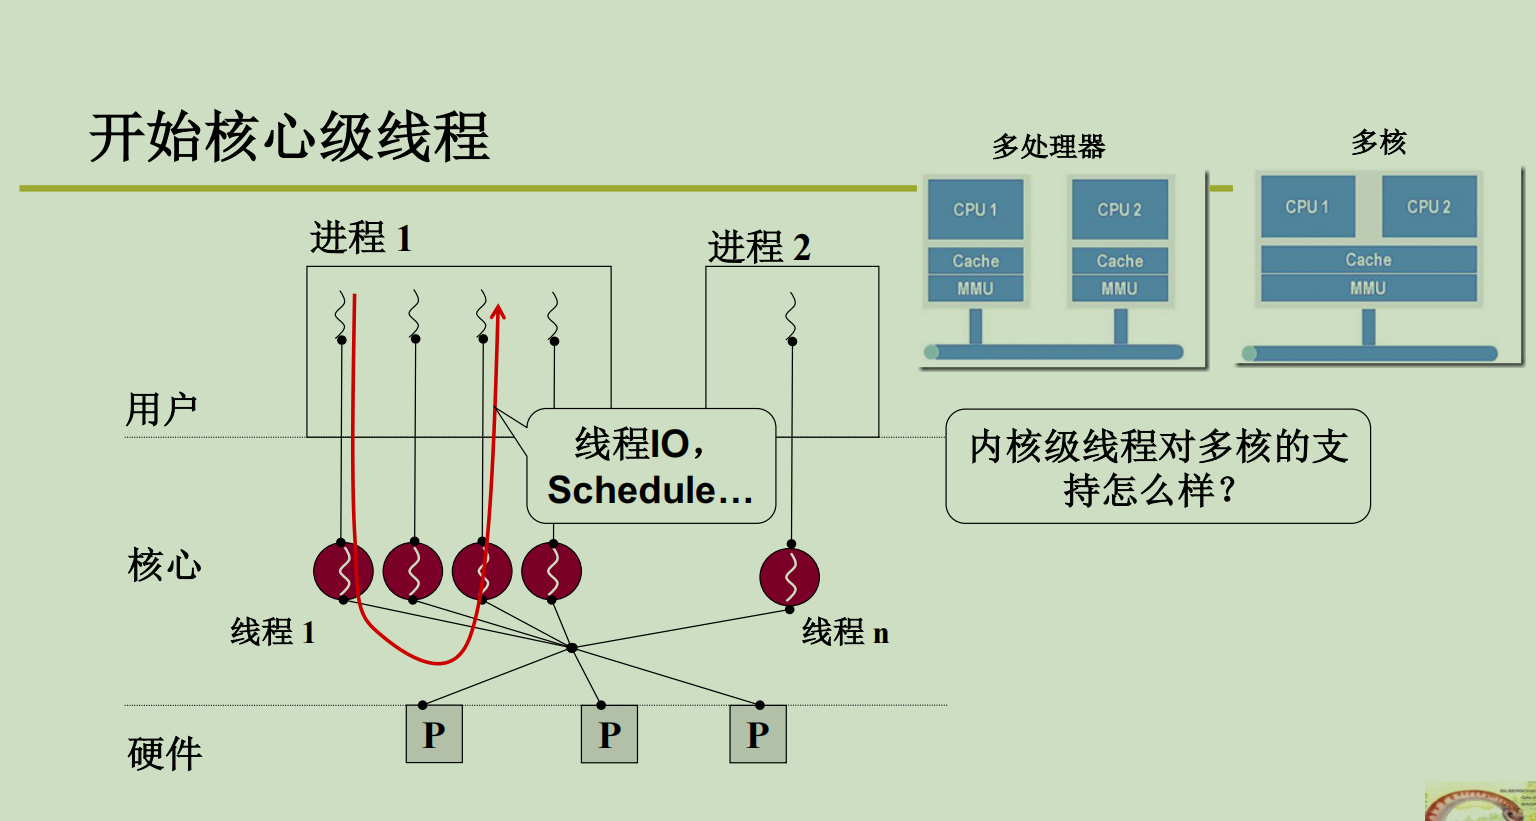 开始核心级线程
多处理器
多核
CPU 1
CPU 2
Cache
Cache
MMU
MMU
CPU 1
CPU 2
Cache
MMU
进程 1
进程 2
用户
线程IO，
Schedule…
内核级线程对多核的支
持怎么样？
核心
线程 1
线程 n
P
P
P
硬件